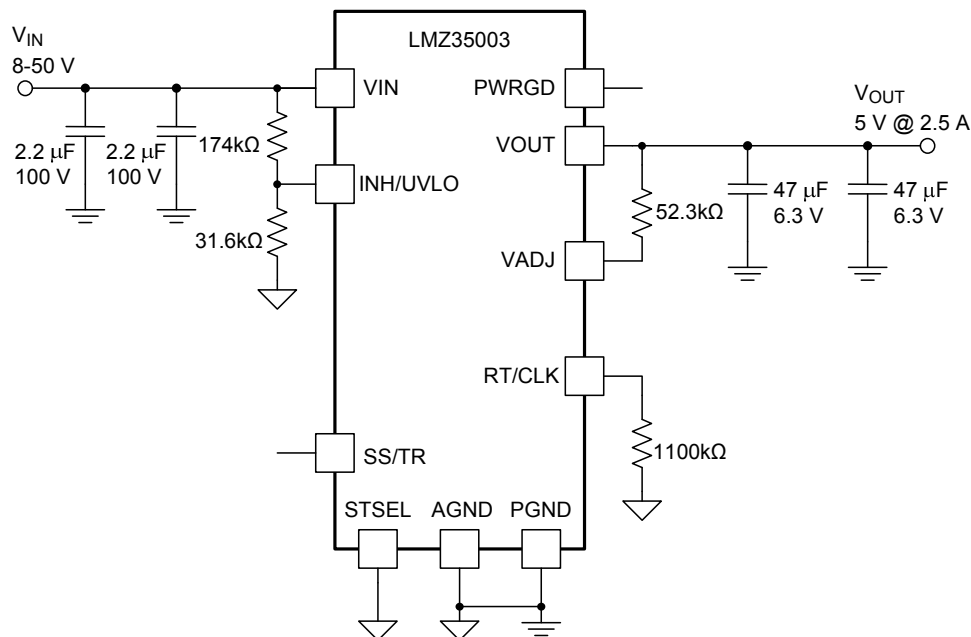 LMZ35003
VIN
8-50 V
VIN
PWRGD
VOUT
5 V @ 2.5 A
VOUT
2.2 μF
100 V
2.2 μF
100 V
174kΩ
INH/UVLO
52.3kΩ
47 μF
6.3 V
47 μF
6.3 V
31.6kΩ
VADJ
RT/CLK
SS/TR
1100kΩ
STSEL
AGND
PGND